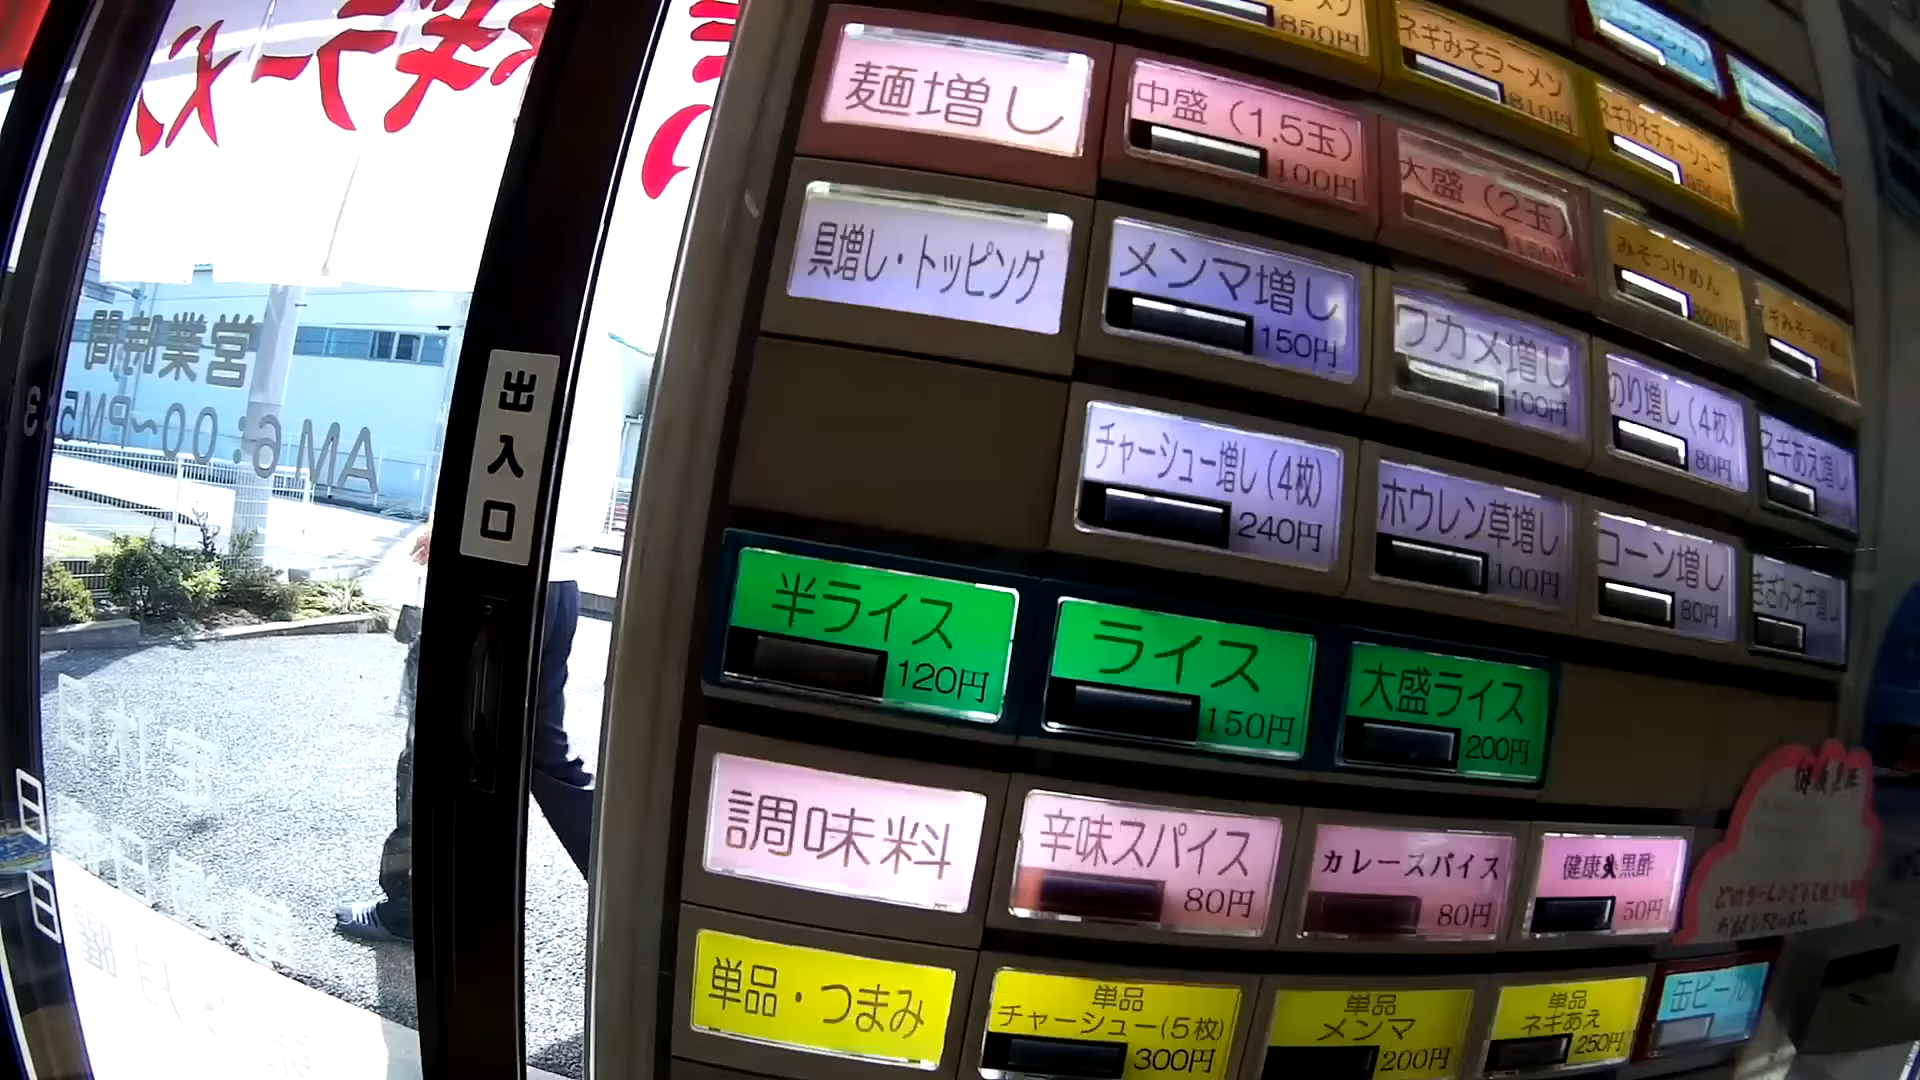 850円
ネギみそラーメン
810円
ネギみそチャーシュー
麺増し
中盛（1.5玉）
100円
大盛（2玉）
150円
みそつけめん
820円
具増し・トッピング
メンマ増し
150円
ワカメ増し
100円
のり増し（4枚）
80円
ネギあえ増し
チャーシュー増し（4枚）
240円
ホウレン草増し
100円
コーン増し
80円
きざみネギ増し
半ライス
120円
ライス
150円
大盛ライス
200円
調味料
辛味スパイス
80円
カレースパイス
80円
健康黒酢
50円
単品・つまみ
単品
チャーシュー（5枚）
300円
単品
メンマ
200円
単品
ネギあえ
250円
缶ビール
出入口
営業時間
AM6:00～PM5